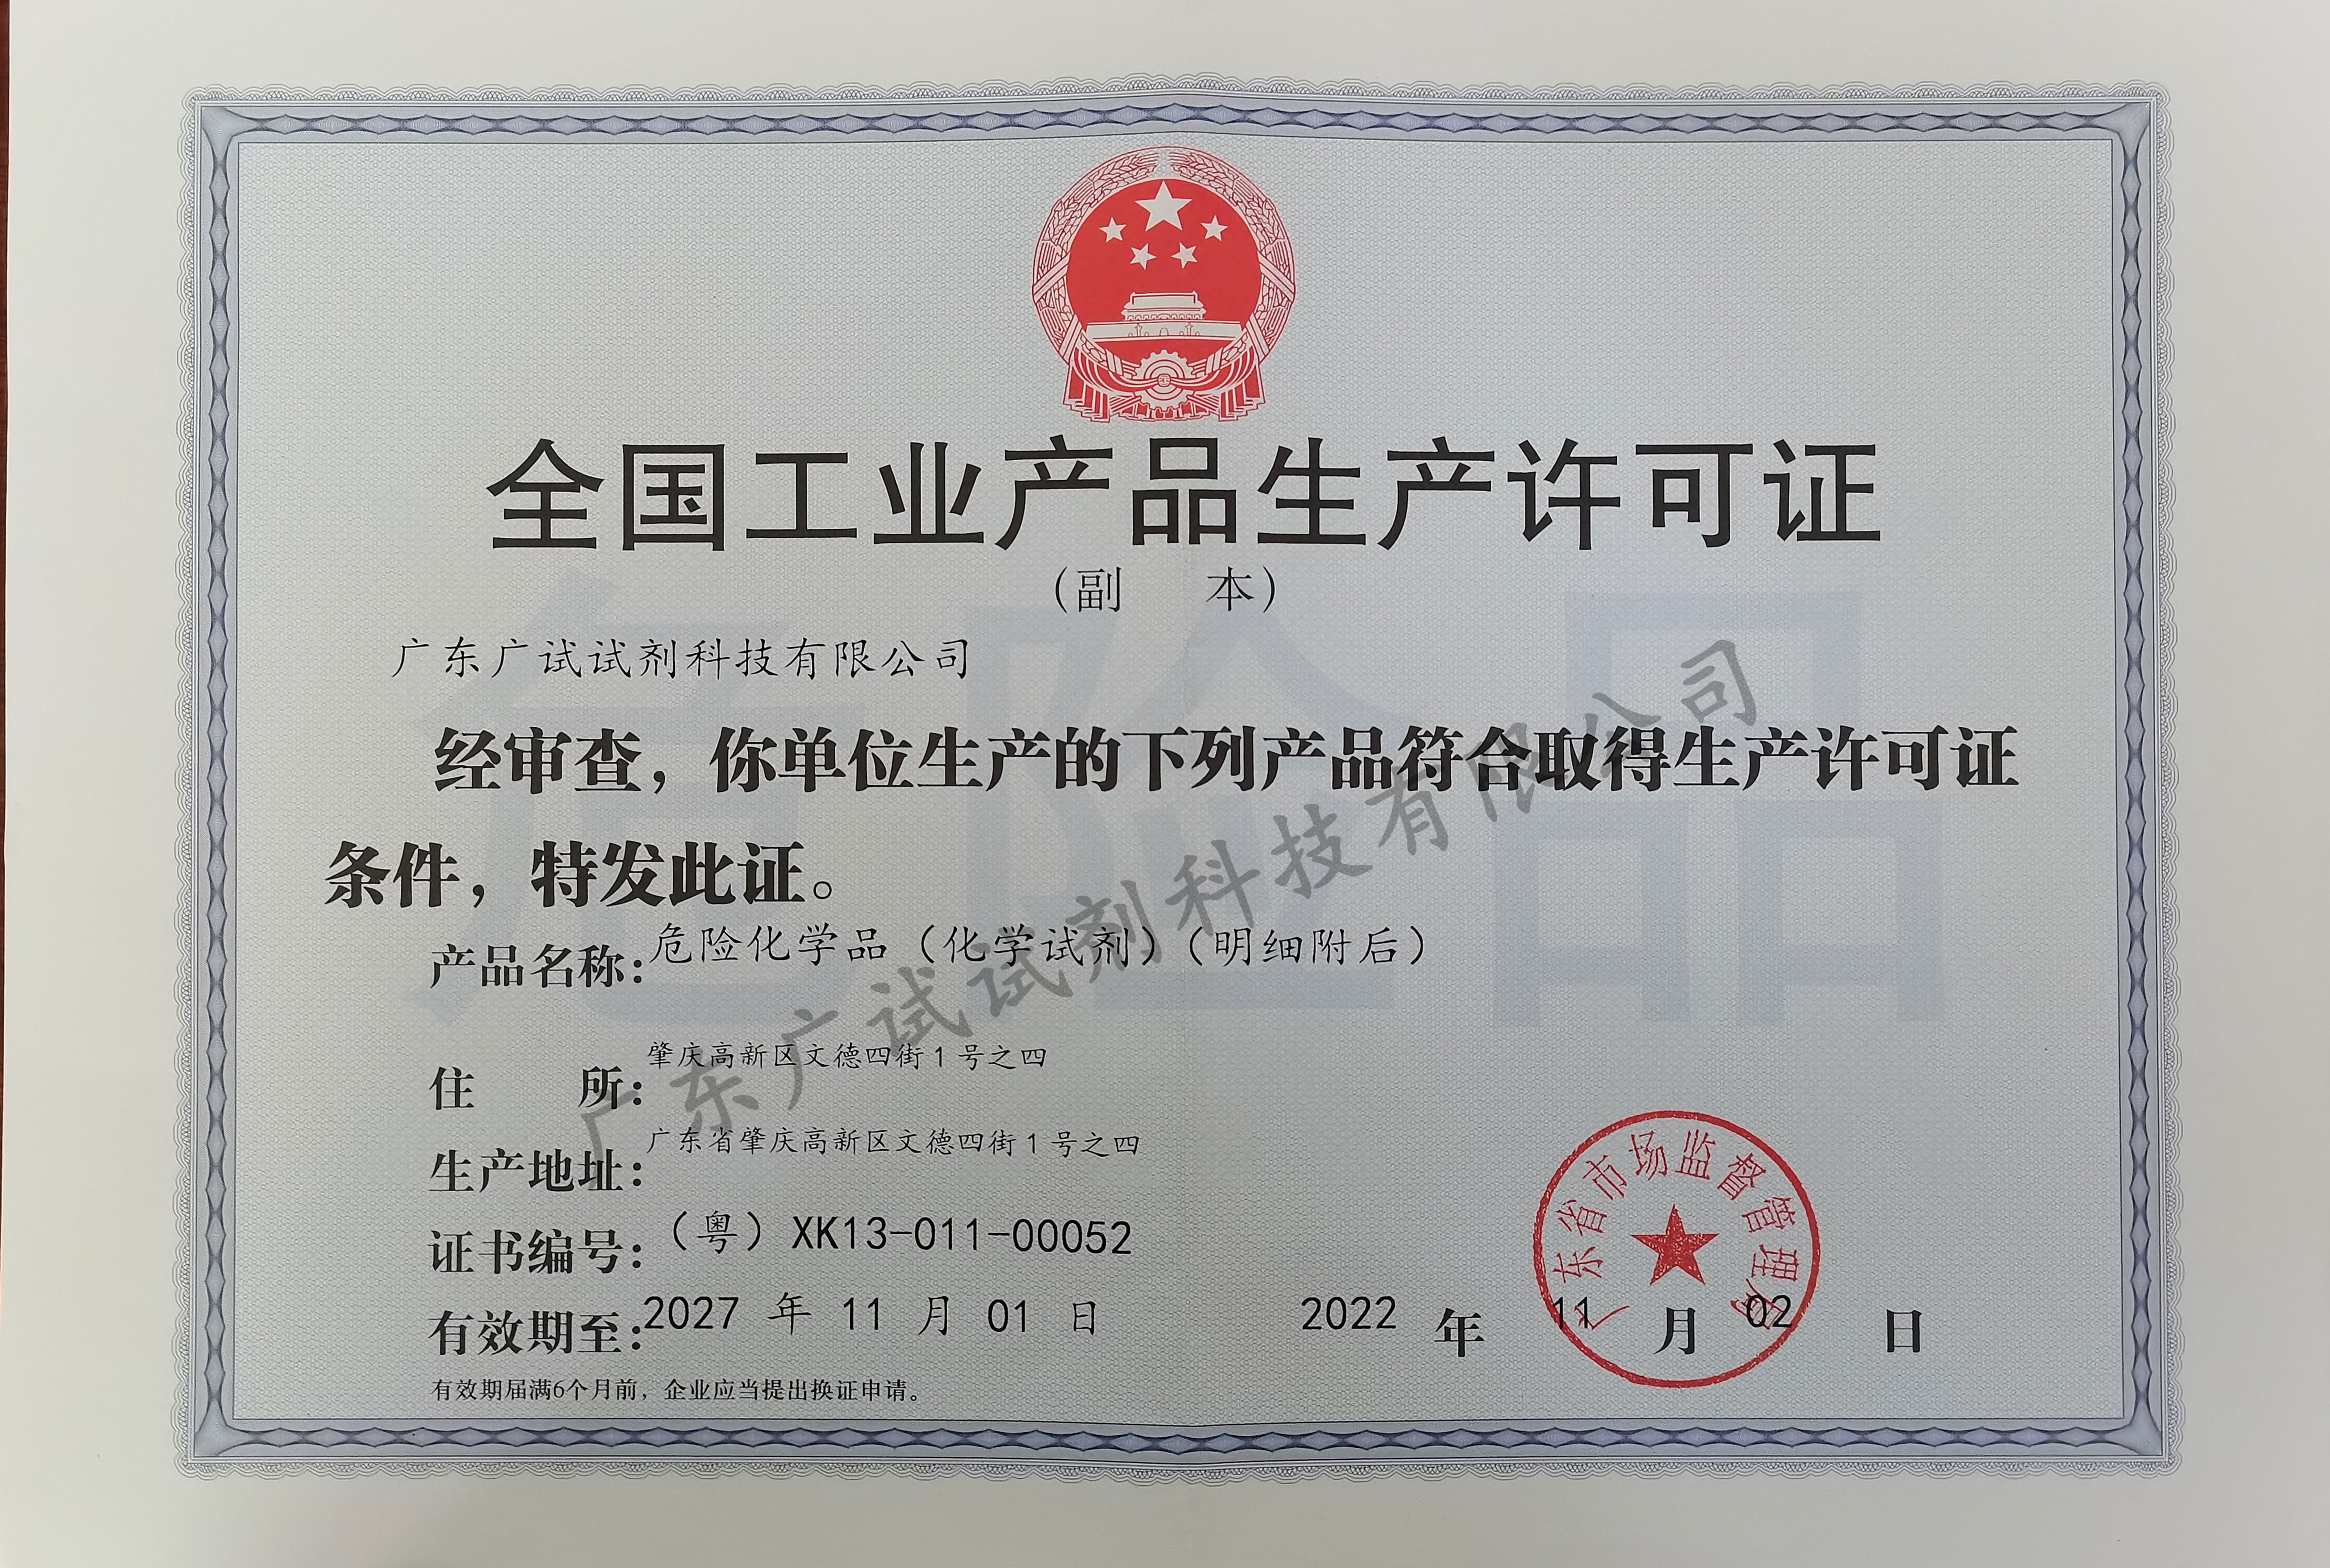 全国工业产品生产许可证
（副 本）
广东广试试剂科技有限公司
经审查，你单位生产的下列产品符合取得生产许可证
条件，特发此证。
产品名称：危险化学品（化学试剂）（明细附后）
住 所：肇庆高新区文德四街1号之四
生产地址：广东省肇庆高新区文德四街1号之四
证书编号：（粤）XK13-011-00052
有效期至：2027 年 11 月 01 日
2022 年 11 月 02 日
有效期届满6个月前，企业应当提出换证申请。
广东省市场监督管理局
危险品
广东广试试剂科技有限公司